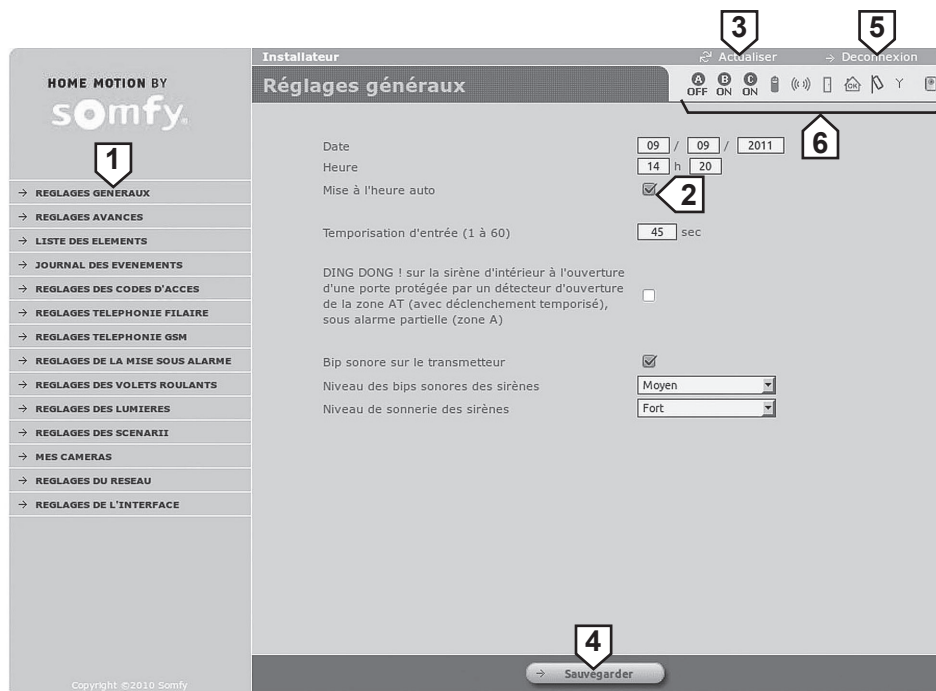 3
5
Installateur
Actualiser
Deconnexion
HOME MOTION BY
somfy.
Réglages généraux
A OFF
B ON
C ON
OK
6
1
Date 09 / 09 / 2011
Heure 14 h 20
Mise à l'heure auto
2
Temporisation d'entrée (1 à 60) 45 sec
DING DONG ! sur la sirène d'intérieur à l'ouverture
d'une porte protégée par un détecteur d'ouverture
de la zone AT (avec déclenchement temporisé),
sous alarme partielle (zone A)
Bip sonore sur le transmetteur
Niveau des bips sonores des sirènes Moyen
Niveau de sonnerie des sirènes Fort
REGLAGES GENERAUX
REGLAGES AVANCES
LISTE DES ELEMENTS
JOURNAL DES EVENEMENTS
REGLAGES DES CODES D'ACCES
REGLAGES TELEPHONIE FILAIRE
REGLAGES TELEPHONIE GSM
REGLAGES DE LA MISE SOUS ALARME
REGLAGES DES VOLETS ROULANTS
REGLAGES DES LUMIERES
REGLAGES DES SCENARII
MES CAMERAS
REGLAGES DU RESEAU
REGLAGES DE L'INTERFACE
4
Sauvegarder
Copyright ©2010 Somfy